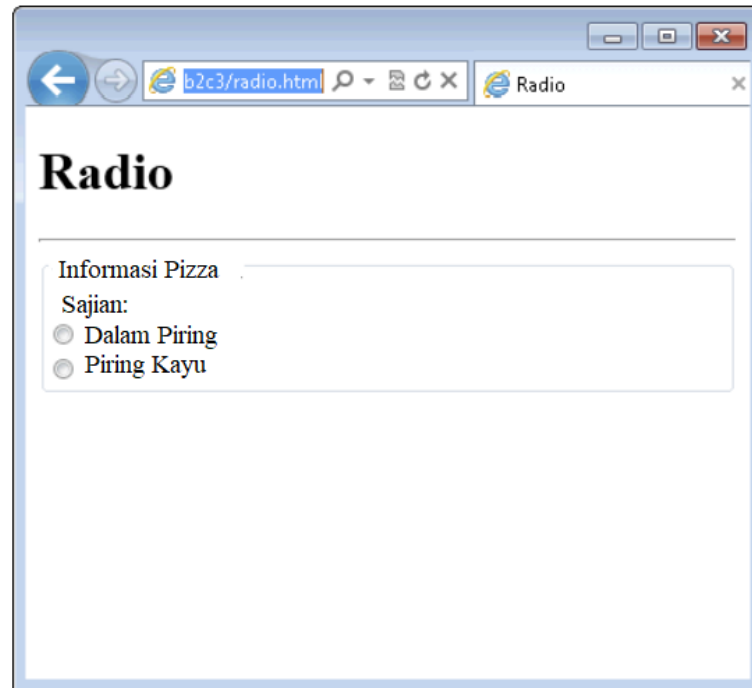 b2c3/radio.html
Radio
Radio
Informasi Pizza
Sajian:
Dalam Piring
Piring Kayu